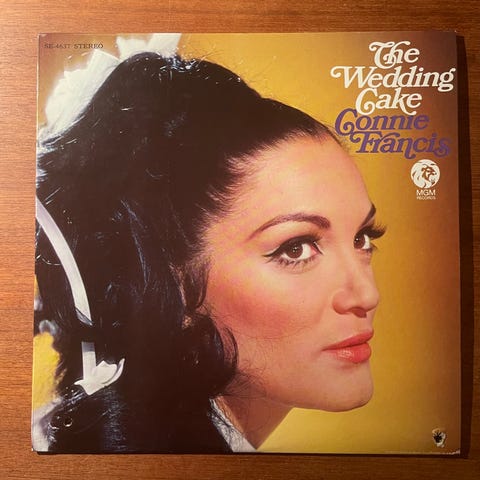 SE-4637 STEREO
The
Wedding
Cake
Connie
Francis
MGM
RECORDS